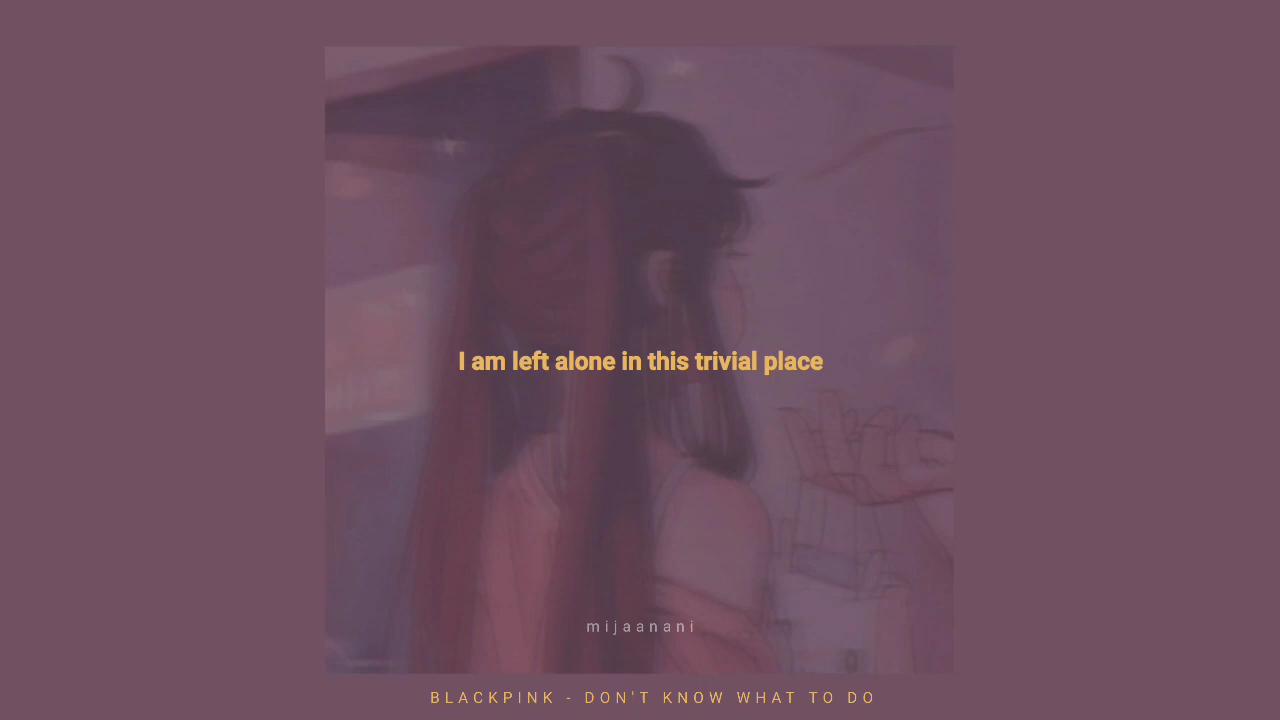 I am left alone in this trivial place
mijaanani
BLACKPINK - DON'T KNOW WHAT TO DO